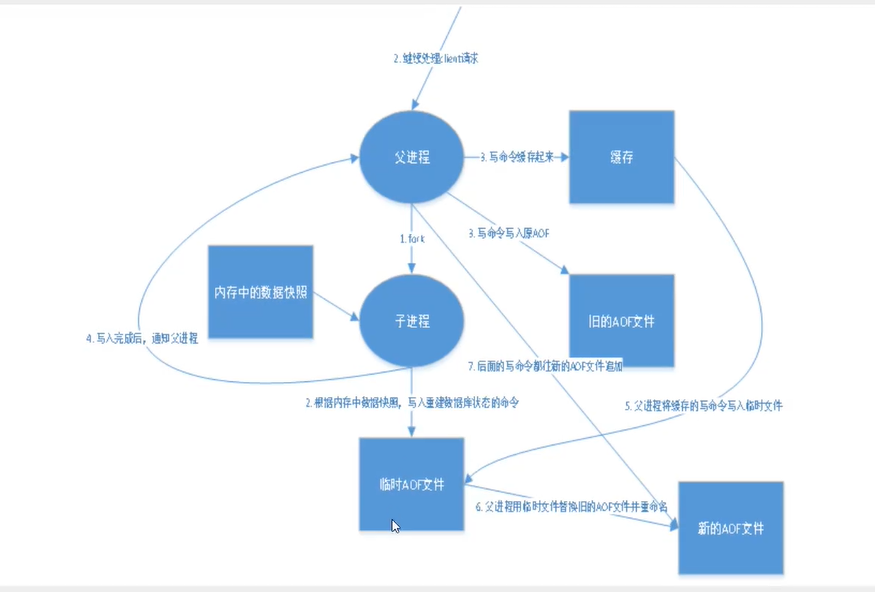 2. 继续处理client请求
父进程
3. 写命令缓存起来
缓存
1. fork
3. 写命令写入原AOF
内存中的数据快照
子进程
旧的AOF文件
4. 写入完成后，通知父进程
7. 后面的写命令都往新的AOF文件追加
2. 根据内存中数据快照，写入重建数据库状态的命令
5. 父进程将缓存的写命令写入临时文件
临时AOF文件
6. 父进程用临时文件替换旧的AOF文件并重命名
新的AOF文件